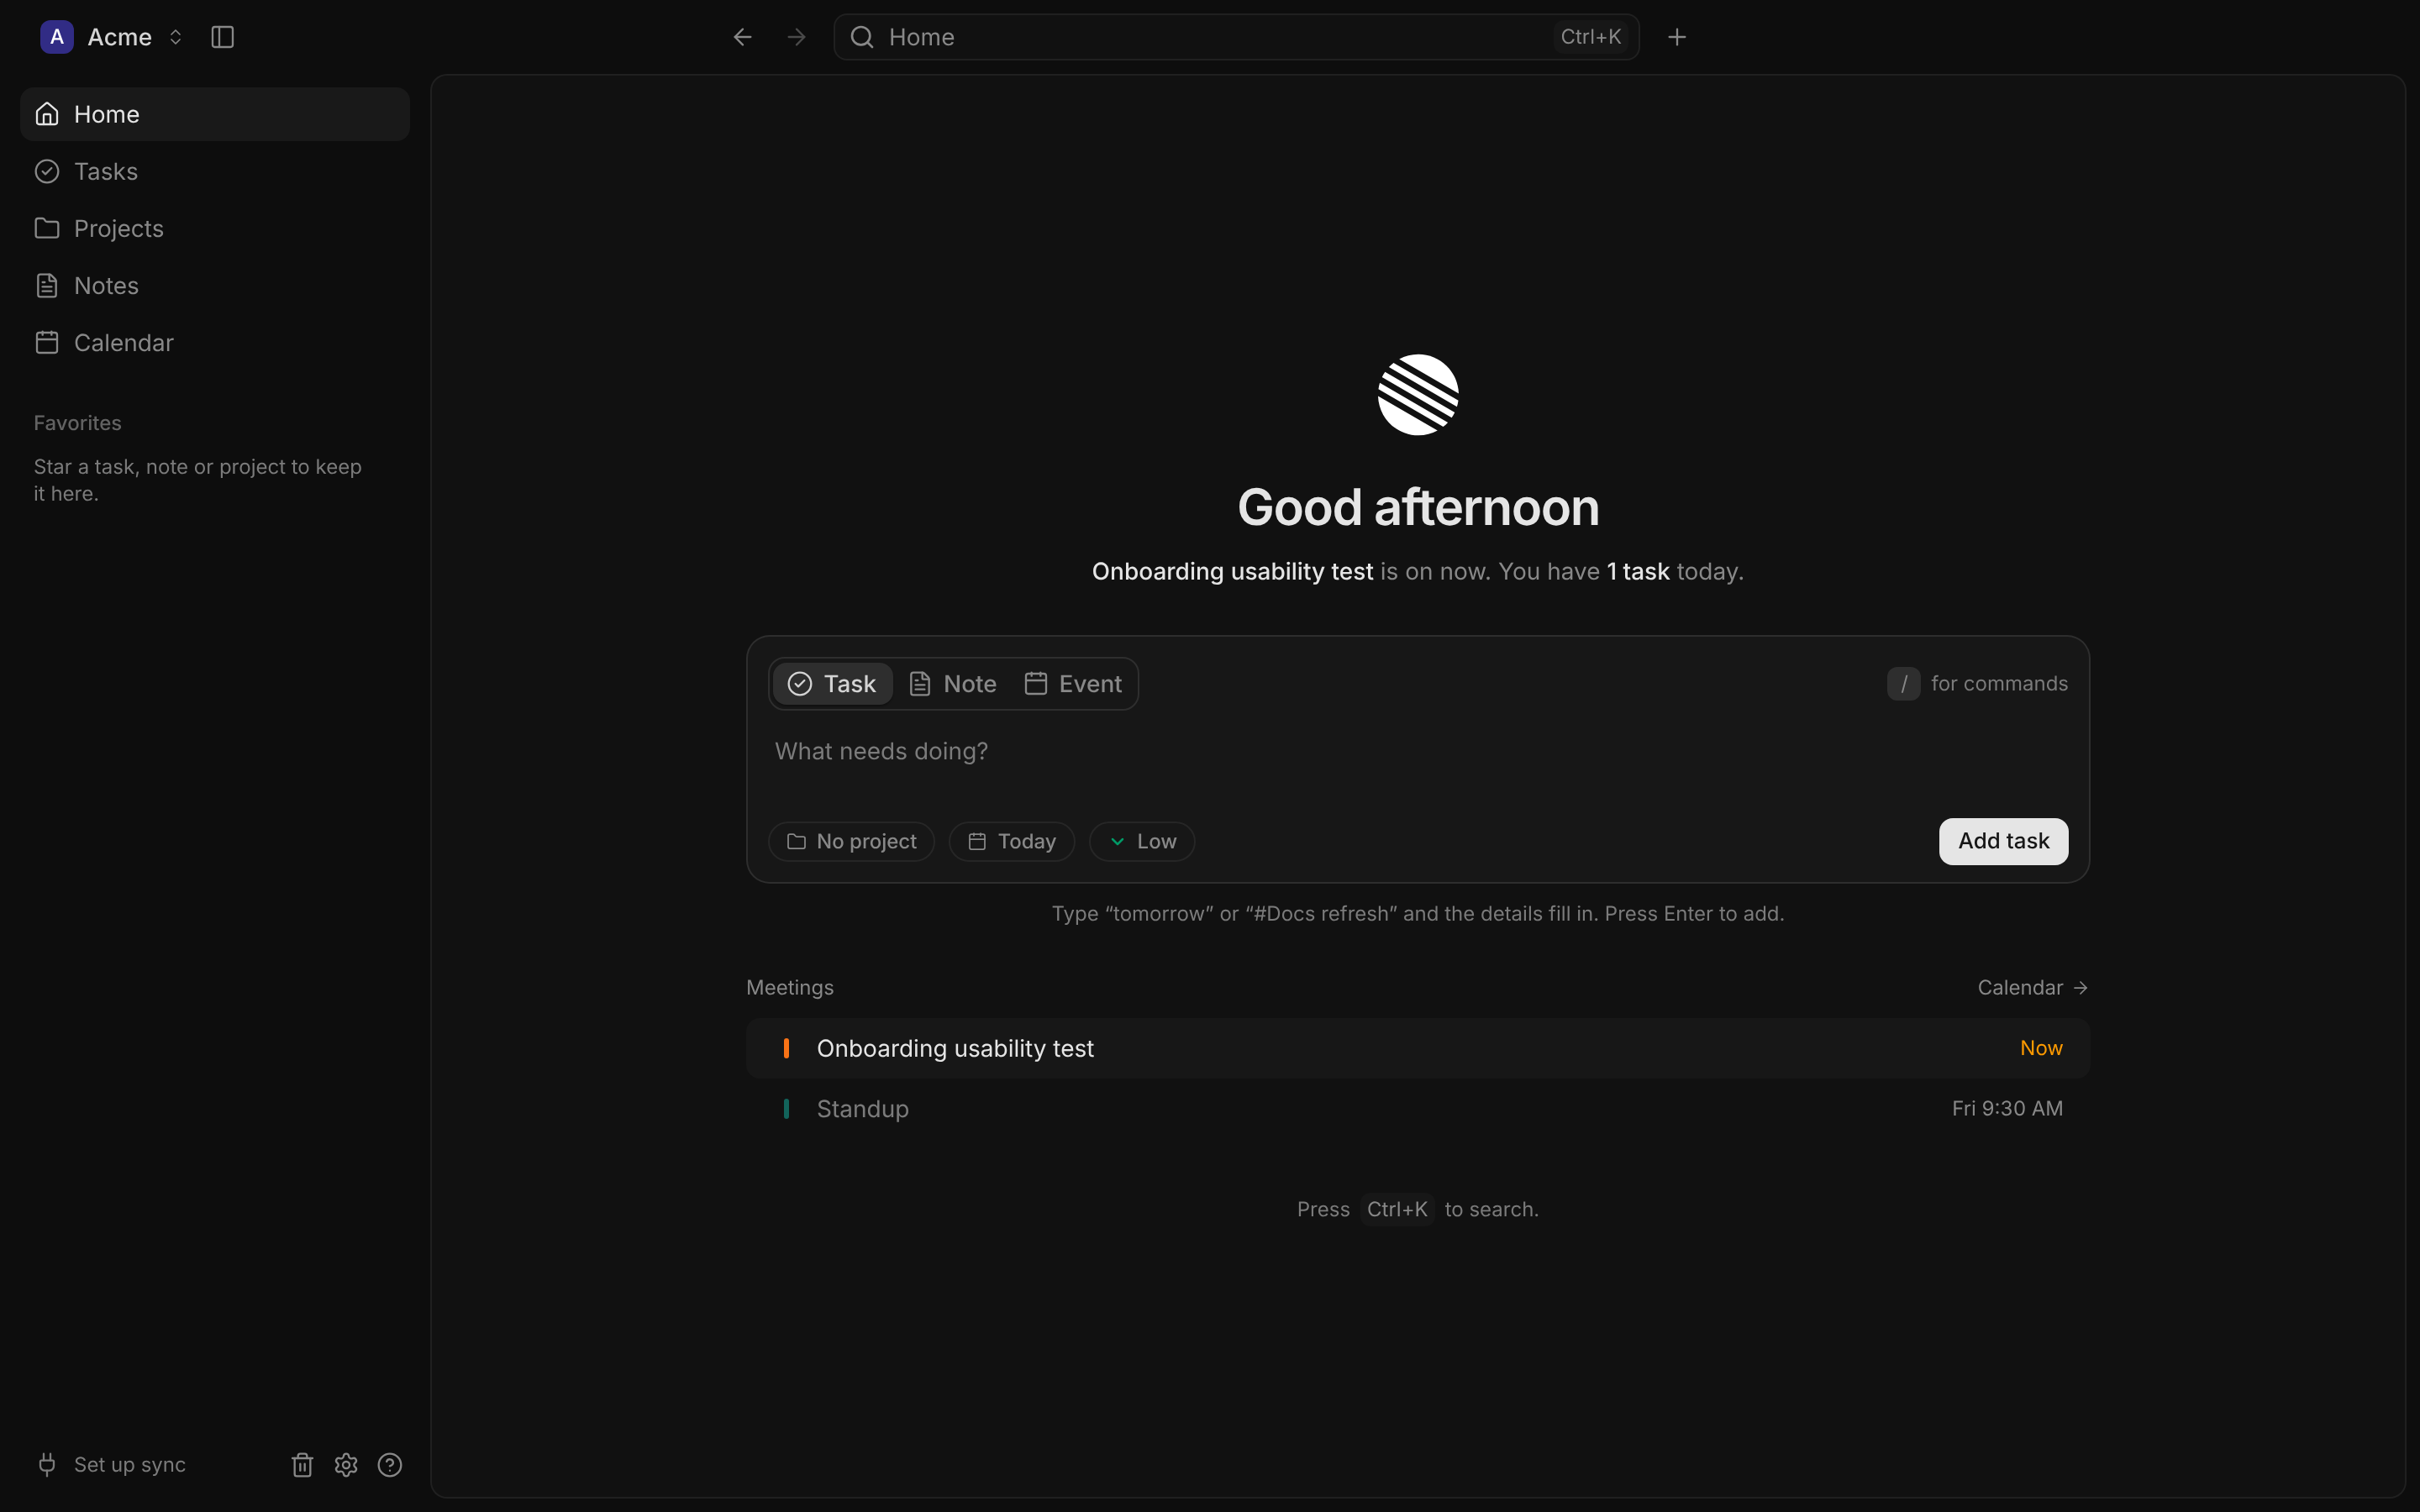 A Acme
Home Ctrl+K
Home
Tasks
Projects
Notes
Calendar
Favorites
Star a task, note or project to keep
it here.
Good afternoon
Onboarding usability test is on now. You have 1 task today.
Task Note Event / for commands
What needs doing?
No project Today Low Add task
Type “tomorrow” or “#Docs refresh” and the details fill in. Press Enter to add.
Meetings Calendar →
Onboarding usability test Now
Standup Fri 9:30 AM
Press Ctrl+K to search.
Set up sync